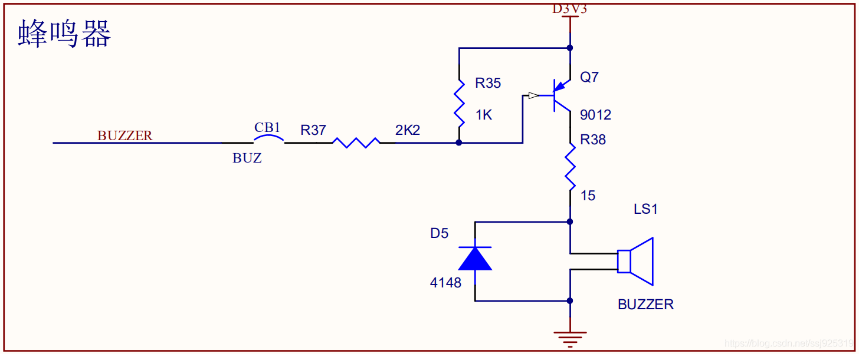 蜂鸣器
D3V3
R35
1K
Q7
9012
BUZZER
CB1
BUZ
R37
2K2
R38
15
LS1
D5
4148
BUZZER